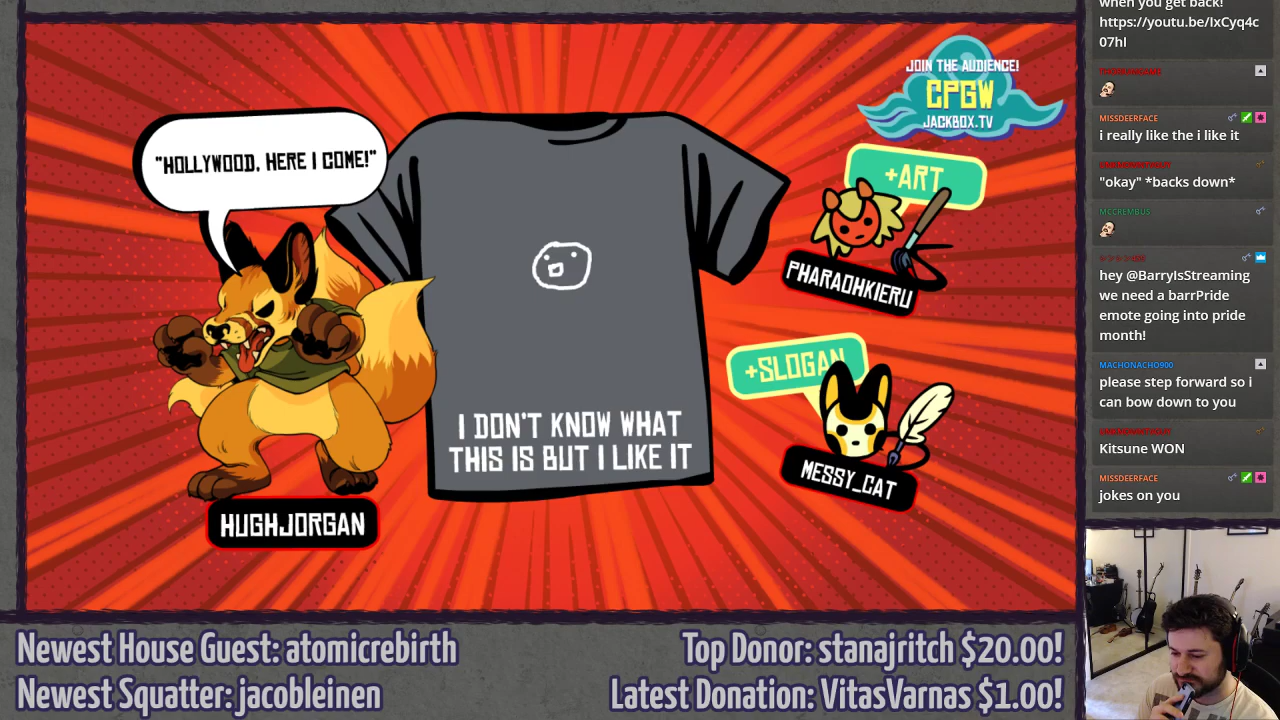 "HOLLYWOOD, HERE I COME!"
HUGHJORGAN
I DON'T KNOW WHAT
THIS IS BUT I LIKE IT
JOIN THE AUDIENCE!
CPGW
JACKBOX.TV
+ART
PHARAOHKIERU
+SLOGAN
MESSY_CAT
when you get back!
https://youtu.be/IxCyq4c
07hI
MISSDEERFACE
i really like the i like it
"okay" *backs down*
MCCREMBUS
hey @BarryIsStreaming
we need a barrPride
emote going into pride
month!
MACHONACHO900
please step forward so i
can bow down to you
Kitsune WON
MISSDEERFACE
jokes on you
Newest House Guest: atomicrebirth
Newest Squatter: jacobleinen
Top Donor: stanajritch $20.00!
Latest Donation: VitasVarnas $1.00!